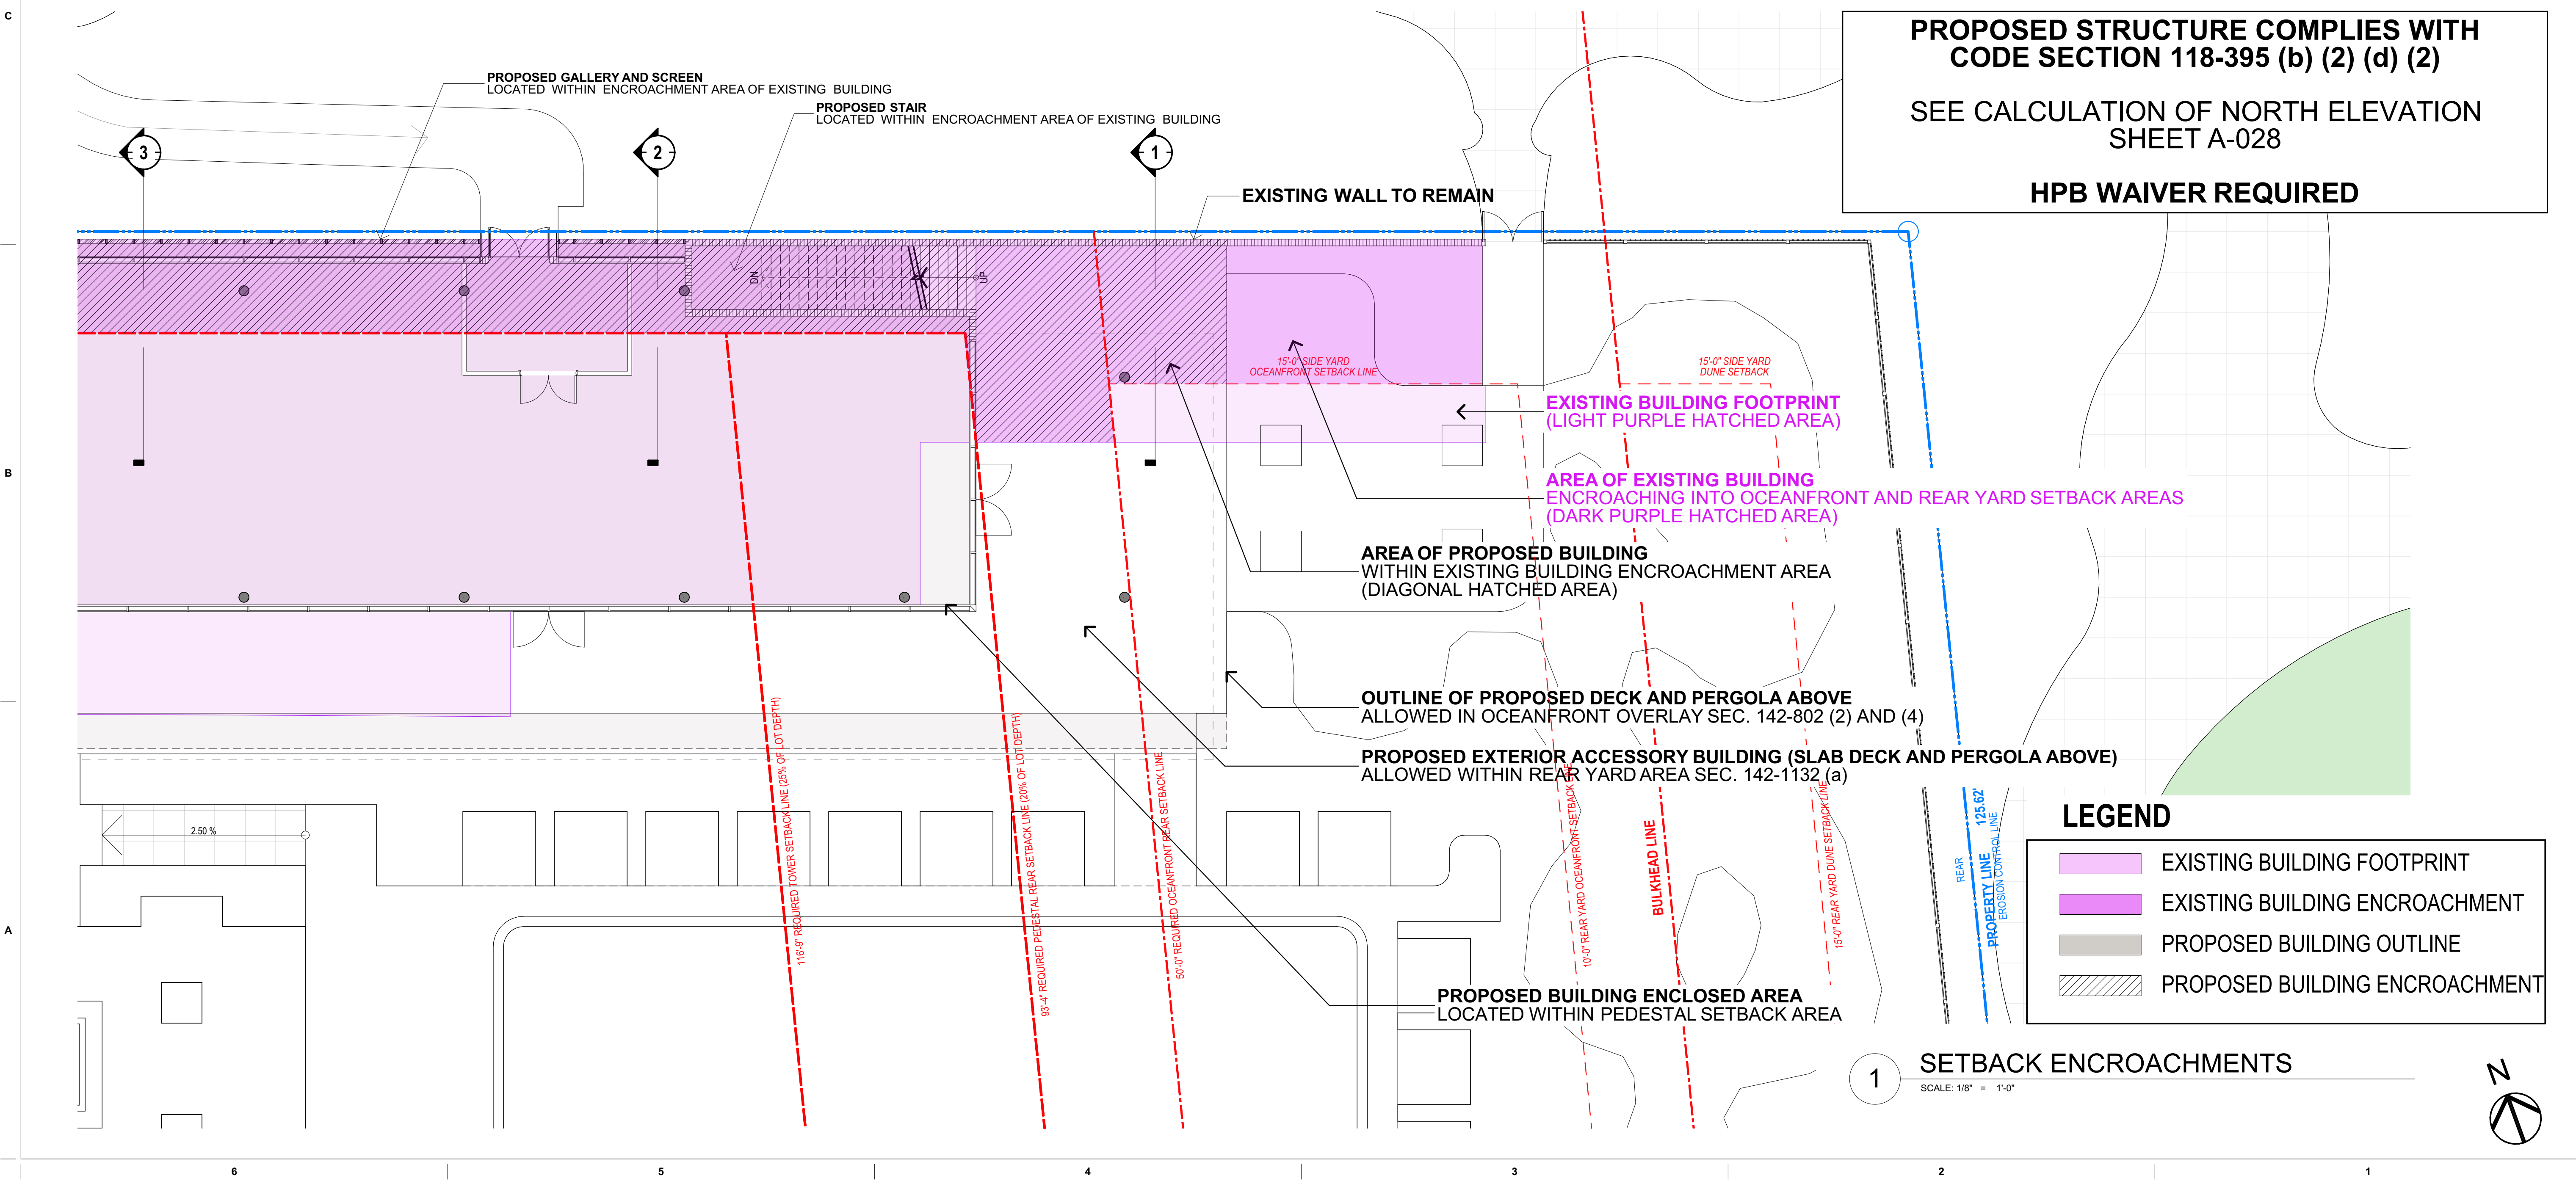 C
PROPOSED STRUCTURE COMPLIES WITH
CODE SECTION 118-395 (b) (2) (d) (2)
SEE CALCULATION OF NORTH ELEVATION
SHEET A-028
HPB WAIVER REQUIRED
PROPOSED GALLERY AND SCREEN
LOCATED WITHIN ENCROACHMENT AREA OF EXISTING BUILDING
PROPOSED STAIR
LOCATED WITHIN ENCROACHMENT AREA OF EXISTING BUILDING
3
2
1
EXISTING WALL TO REMAIN
DN
UP
15'-0" SIDE YARD
OCEANFRONT SETBACK LINE
15'-0" SIDE YARD
DUNE SETBACK
EXISTING BUILDING FOOTPRINT
(LIGHT PURPLE HATCHED AREA)
B
AREA OF EXISTING BUILDING
ENCROACHING INTO OCEANFRONT AND REAR YARD SETBACK AREAS
(DARK PURPLE HATCHED AREA)
AREA OF PROPOSED BUILDING
WITHIN EXISTING BUILDING ENCROACHMENT AREA
(DIAGONAL HATCHED AREA)
OUTLINE OF PROPOSED DECK AND PERGOLA ABOVE
ALLOWED IN OCEANFRONT OVERLAY SEC. 142-802 (2) AND (4)
PROPOSED EXTERIOR ACCESSORY BUILDING (SLAB DECK AND PERGOLA ABOVE)
ALLOWED WITHIN REAR YARD AREA SEC. 142-1132 (a)
116'-9" REQUIRED TOWER SETBACK LINE (25% OF LOT DEPTH)
93'-4" REQUIRED PEDESTAL REAR SETBACK LINE (20% OF LOT DEPTH)
50'-0" REQUIRED OCEANFRONT REAR SETBACK LINE
10'-0" REAR YARD OCEANFRONT SETBACK LINE
BULKHEAD LINE
15'-0" REAR YARD DUNE SETBACK LINE
REAR
PROPERTY LINE 125.62'
EROSION CONTROL LINE
2.50 %
A
LEGEND
EXISTING BUILDING FOOTPRINT
EXISTING BUILDING ENCROACHMENT
PROPOSED BUILDING OUTLINE
PROPOSED BUILDING ENCROACHMENT
PROPOSED BUILDING ENCLOSED AREA
LOCATED WITHIN PEDESTAL SETBACK AREA
1 SETBACK ENCROACHMENTS
SCALE: 1/8" = 1'-0"
N
6
5
4
3
2
1